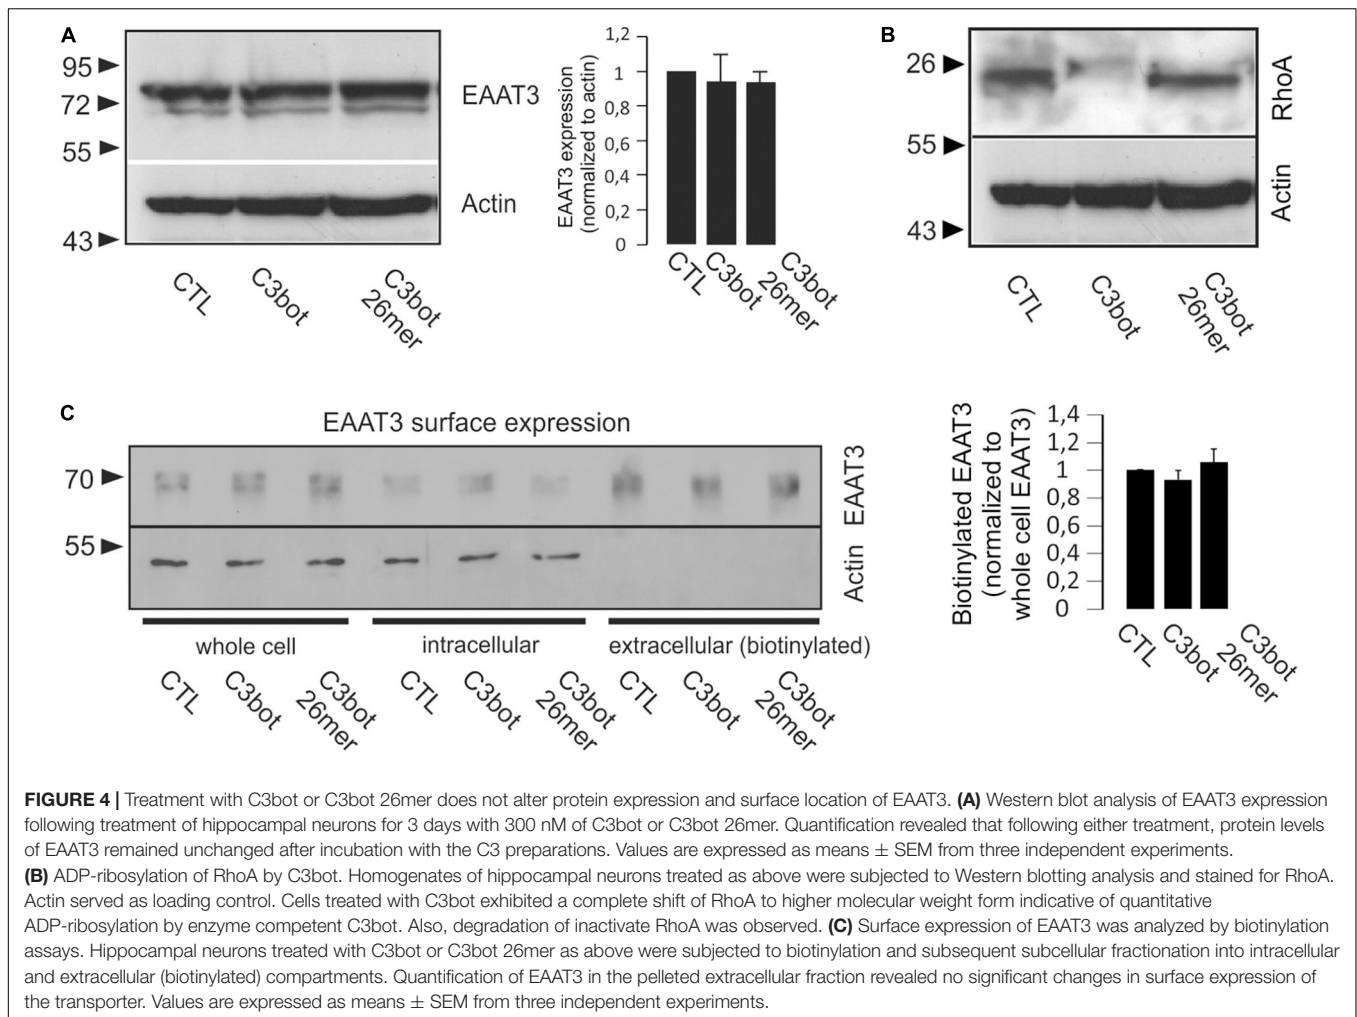 A
95
72
55
43
EAAT3
Actin
CTL
C3bot
C3bot
26mer
EAAT3 expression
(normalized to actin)
1,2
1
0,8
0,6
0,4
0,2
0
CTL
C3bot
C3bot
26mer
B
26
55
43
RhoA
Actin
CTL
C3bot
C3bot
26mer
C
EAAT3 surface expression
70
55
EAAT3
Actin
whole cell
intracellular
extracellular (biotinylated)
CTL
C3bot
C3bot
26mer
CTL
C3bot
C3bot
26mer
CTL
C3bot
C3bot
26mer
Biotinylated EAAT3
(normalized to
whole cell EAAT3)
1,4
1,2
1
0,8
0,6
0,4
0,2
0
CTL
C3bot
C3bot
26mer
FIGURE 4 | Treatment with C3bot or C3bot 26mer does not alter protein expression and surface location of EAAT3. (A) Western blot analysis of EAAT3 expression
following treatment of hippocampal neurons for 3 days with 300 nM of C3bot or C3bot 26mer. Quantification revealed that following either treatment, protein levels
of EAAT3 remained unchanged after incubation with the C3 preparations. Values are expressed as means ± SEM from three independent experiments.
(B) ADP-ribosylation of RhoA by C3bot. Homogenates of hippocampal neurons treated as above were subjected to Western blotting analysis and stained for RhoA.
Actin served as loading control. Cells treated with C3bot exhibited a complete shift of RhoA to higher molecular weight form indicative of quantitative
ADP-ribosylation by enzyme competent C3bot. Also, degradation of inactivate RhoA was observed. (C) Surface expression of EAAT3 was analyzed by biotinylation
assays. Hippocampal neurons treated with C3bot or C3bot 26mer as above were subjected to biotinylation and subsequent subcellular fractionation into intracellular
and extracellular (biotinylated) compartments. Quantification of EAAT3 in the pelleted extracellular fraction revealed no significant changes in surface expression of
the transporter. Values are expressed as means ± SEM from three independent experiments.